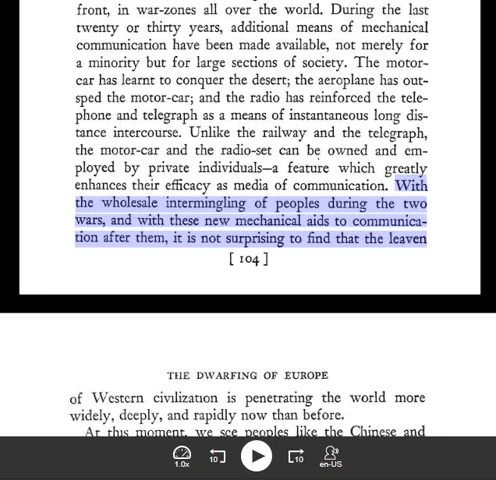 front, in war-zones all over the world. During the last
twenty or thirty years, additional means of mechanical
communication have been made available, not merely for
a minority but for large sections of society. The motor-
car has learnt to conquer the desert; the aeroplane has out-
sped the motor-car; and the radio has reinforced the tele-
phone and telegraph as a means of instantaneous long dis-
tance intercourse. Unlike the railway and the telegraph,
the motor-car and the radio-set can be owned and em-
ployed by private individuals—a feature which greatly
enhances their efficacy as media of communication. With
the wholesale intermingling of peoples during the two
wars, and with these new mechanical aids to communica-
tion after them, it is not surprising to find that the leaven
[ 104 ]
THE DWARFING OF EUROPE
of Western civilization is penetrating the world more
widely, deeply, and rapidly now than before.
At this moment, we see peoples like the Chinese and
1.0x 10 10 en-US